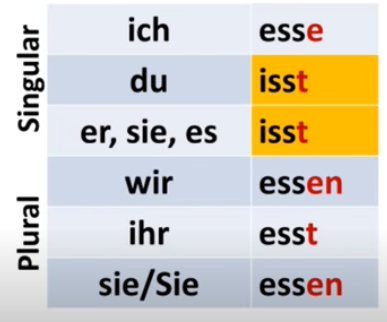 Singular
ich esse
du isst
er, sie, es isst
Plural
wir essen
ihr esst
sie/Sie essen